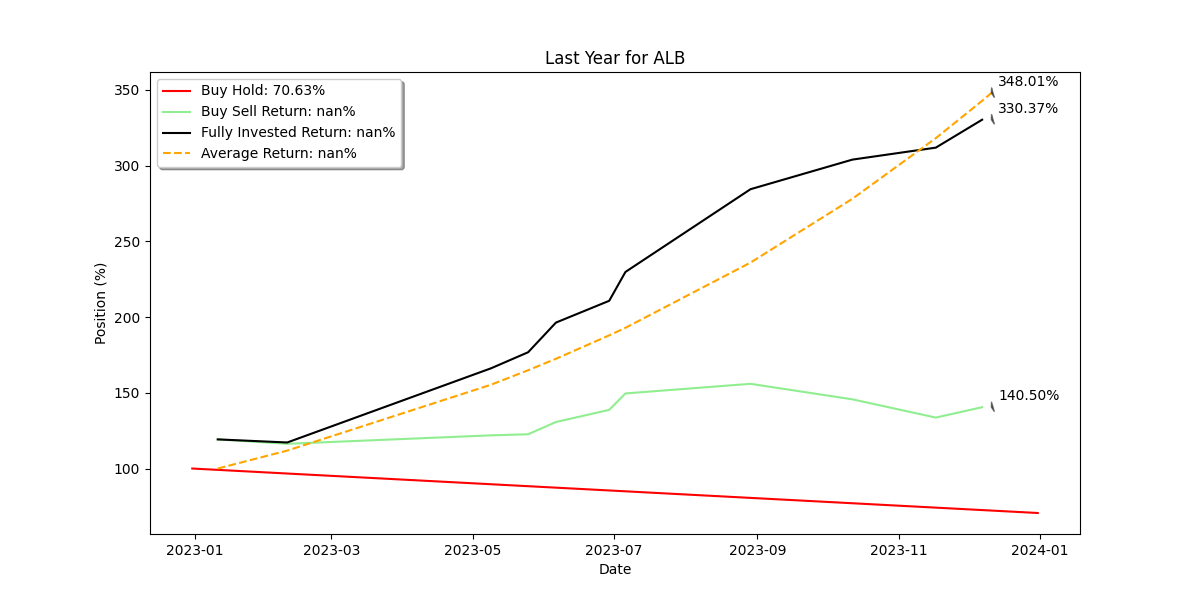 Last Year for ALB
Buy Hold: 70.63%
Buy Sell Return: nan%
Fully Invested Return: nan%
Average Return: nan%
348.01%
330.37%
140.50%
350
300
250
200
150
100
Position (%)
2023-01 2023-03 2023-05 2023-07 2023-09 2023-11 2024-01
Date